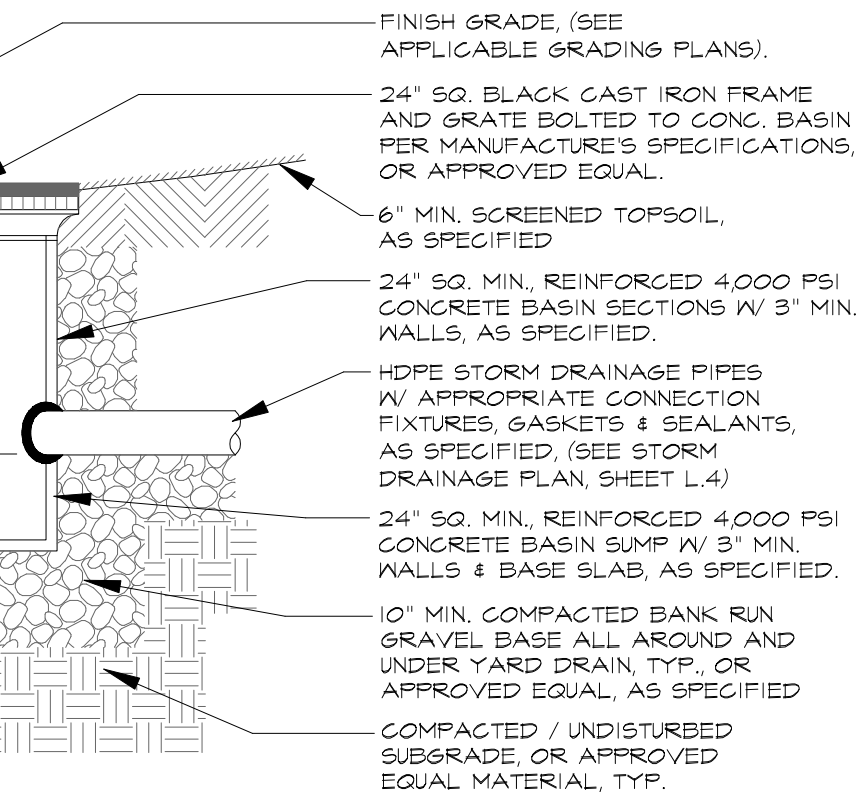 FINISH GRADE, (SEE
APPLICABLE GRADING PLANS).
24" SQ. BLACK CAST IRON FRAME
AND GRATE BOLTED TO CONC. BASIN
PER MANUFACTURE'S SPECIFICATIONS,
OR APPROVED EQUAL.
6" MIN. SCREENED TOPSOIL,
AS SPECIFIED
24" SQ. MIN., REINFORCED 4,000 PSI
CONCRETE BASIN SECTIONS W/ 3" MIN.
WALLS, AS SPECIFIED.
HDPE STORM DRAINAGE PIPES
W/ APPROPRIATE CONNECTION
FIXTURES, GASKETS & SEALANTS,
AS SPECIFIED, (SEE STORM
DRAINAGE PLAN, SHEET L.4)
24" SQ. MIN., REINFORCED 4,000 PSI
CONCRETE BASIN SUMP W/ 3" MIN.
WALLS & BASE SLAB, AS SPECIFIED.
10" MIN. COMPACTED BANK RUN
GRAVEL BASE ALL AROUND AND
UNDER YARD DRAIN, TYP., OR
APPROVED EQUAL, AS SPECIFIED
COMPACTED / UNDISTURBED
SUBGRADE, OR APPROVED
EQUAL MATERIAL, TYP.